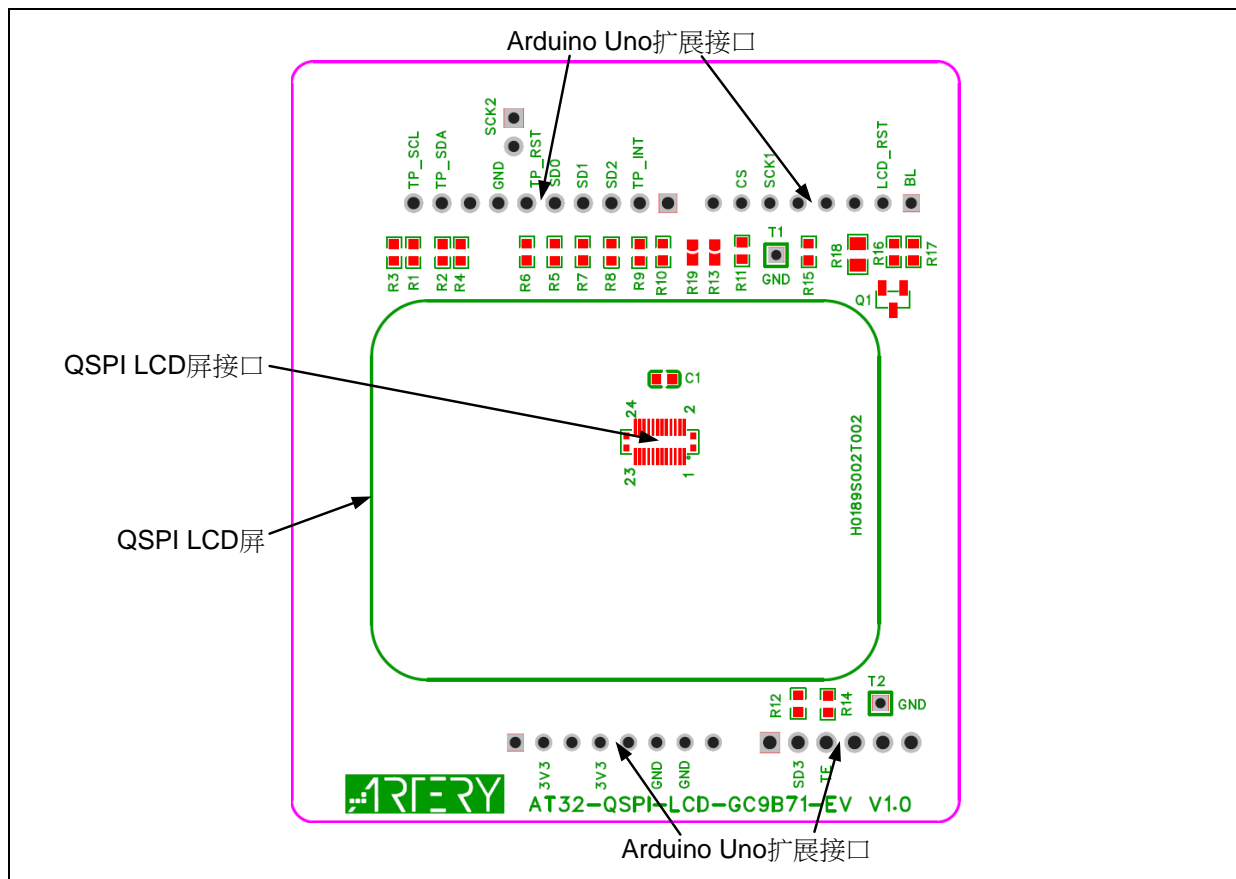 Arduino Uno扩展接口
SCK2
TP_SCL
TP_SDA
GND
TP_RST
SD0
SD1
SD2
TP_INT
CS
SCK1
LCD_RST
BL
T1
GND
R3
R1
R2
R4
R6
R5
R7
R8
R9
R10
R19
R13
R11
R15
R18
R16
R17
Q1
QSPI LCD屏接口
C1
24
2
23
1
H0189S002T002
QSPI LCD屏
R12
R14
T2
GND
3V3
3V3
GND
GND
SD3
TE
ARTERY
AT32-QSPI-LCD-GC9B71-EV V1.0
Arduino Uno扩展接口